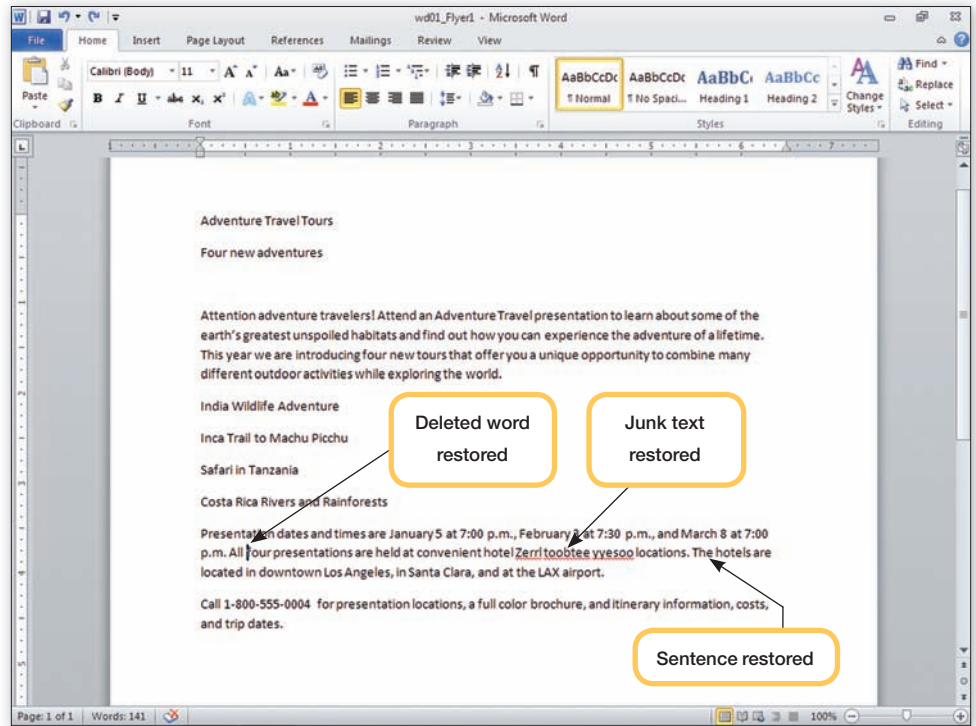 wd01_Flyer1 - Microsoft Word
File Home Insert Page Layout References Mailings Review View
Paste
Calibri (Body) 11
AaBbCcDc AaBbCcDc AaBbC AaBbCc
¶ Normal ¶ No Spaci... Heading 1 Heading 2
Change Styles
Find
Replace
Select
Clipboard Font Paragraph Styles Editing
1 2 3 4 5 6 7
Adventure Travel Tours
Four new adventures
Attention adventure travelers! Attend an Adventure Travel presentation to learn about some of the
earth's greatest unspoiled habitats and find out how you can experience the adventure of a lifetime.
This year we are introducing four new tours that offer you a unique opportunity to combine many
different outdoor activities while exploring the world.
India Wildlife Adventure
Inca Trail to Machu Picchu
Safari in Tanzania
Costa Rica Rivers and Rainforests
Deleted word
restored
Junk text
restored
Presentation dates and times are January 5 at 7:00 p.m., February 3 at 7:30 p.m., and March 8 at 7:00
p.m. All four presentations are held at convenient hotel Zerrl toobtee yyesoo locations. The hotels are
located in downtown Los Angeles, in Santa Clara, and at the LAX airport.
Call 1-800-555-0004 for presentation locations, a full color brochure, and itinerary information, costs,
and trip dates.
Sentence restored
Page: 1 of 1 Words: 141 100%